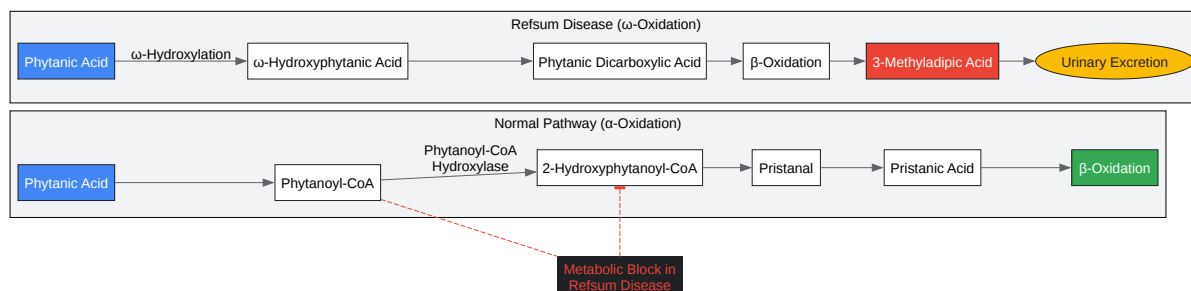 Refsum Disease (ω-Oxidation)
Phytanic Acid
ω-Hydroxylation
ω-Hydroxyphytanic Acid
Phytanic Dicarboxylic Acid
β-Oxidation
3-Methyladipic Acid
Urinary Excretion
Normal Pathway (α-Oxidation)
Phytanic Acid
Phytanoyl-CoA
Phytanoyl-CoA
Hydroxylase
2-Hydroxyphytanoyl-CoA
Pristanal
Pristanic Acid
β-Oxidation
Metabolic Block in
Refsum Disease